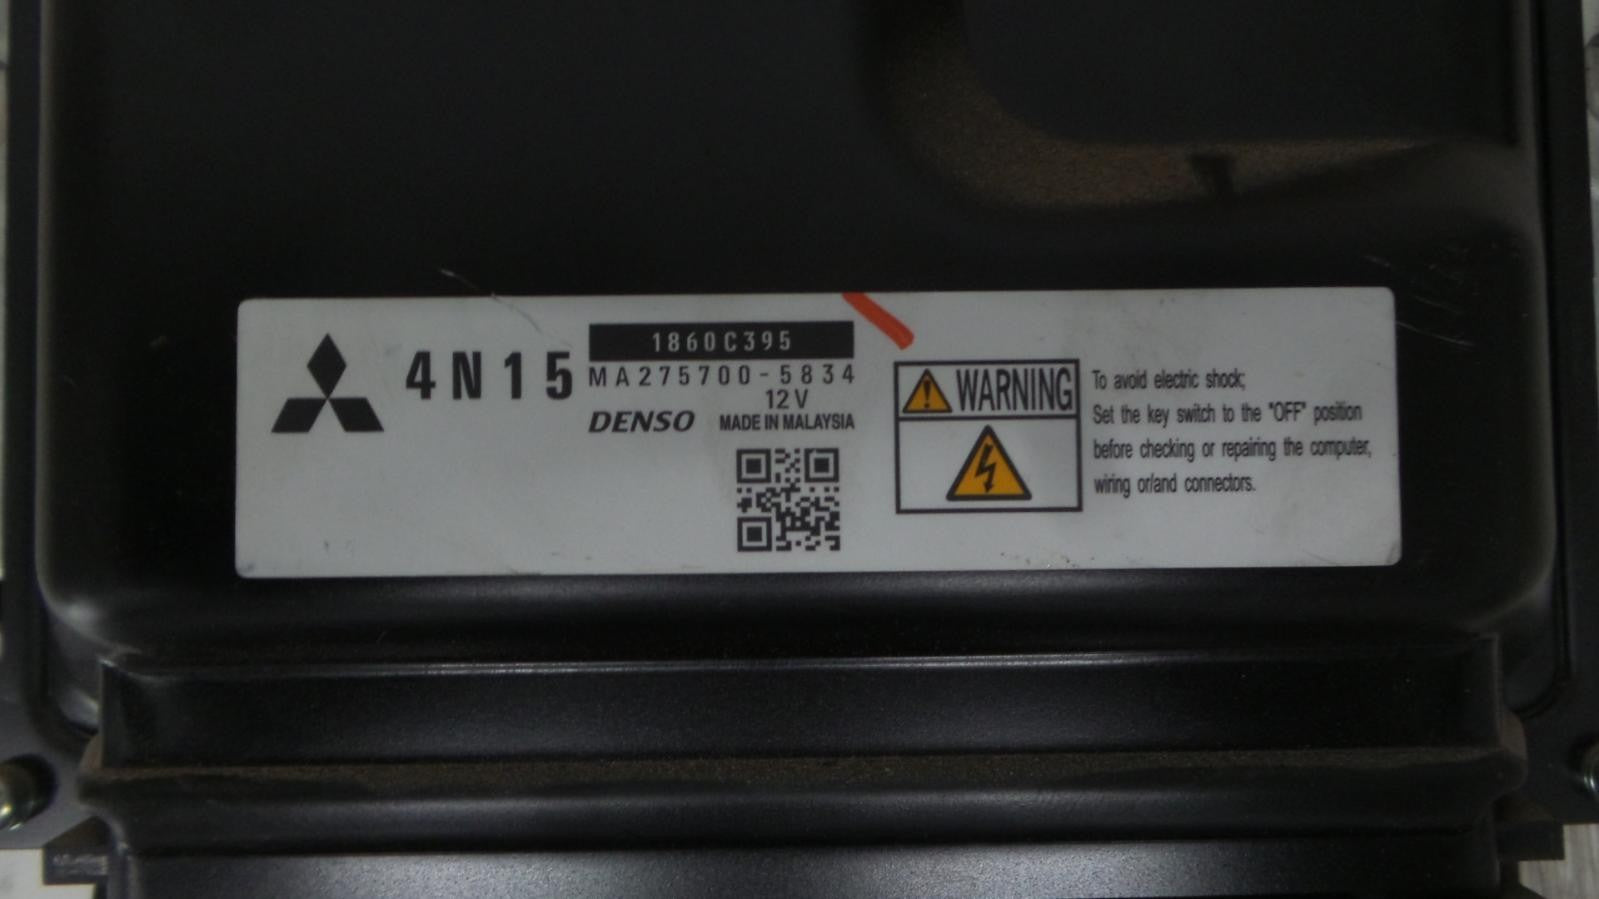 4N15
1860C395
MA275700-5834
12V
DENSO MADE IN MALAYSIA
WARNING
To avoid electric shock;
Set the key switch to the "OFF" position
before checking or repairing the computer,
wiring or/and connectors.